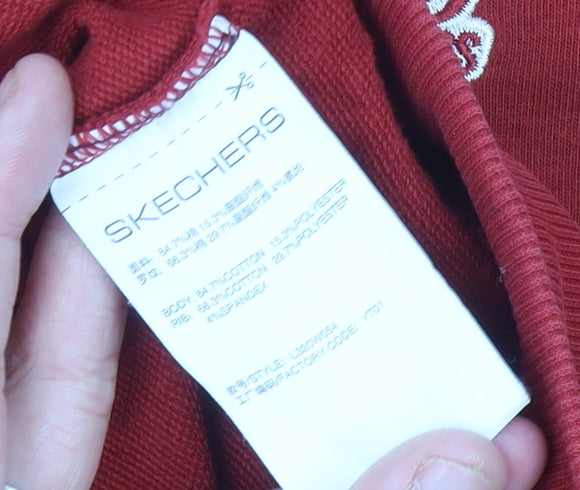 SKECHERS
面料: 84.7%棉 15.3%聚酯纤维
罗纹: 66.3%棉 29.7%聚酯纤维 4%氨纶
BODY: 84.7%COTTON 15.3%POLYESTER
RIB: 66.3%COTTON 29.7%POLYESTER
4%SPANDEX
款号/STYLE: L320W054
工厂编码/FACTORY CODE: YT01